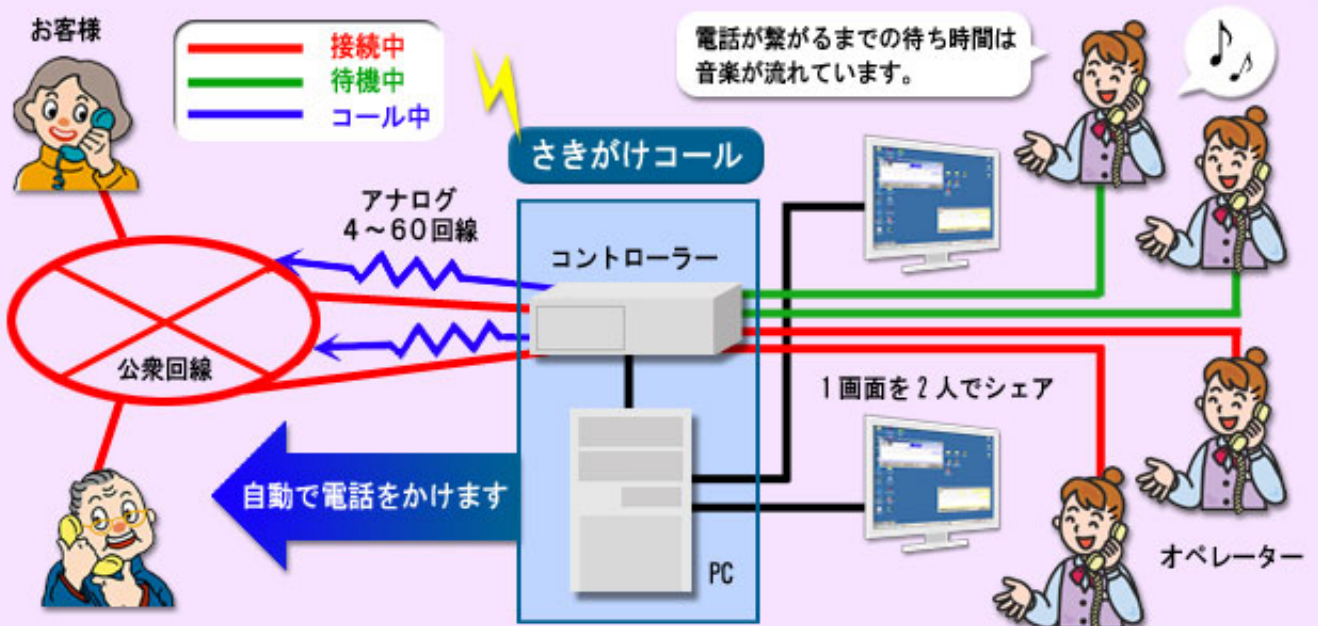 お客様
接続中
待機中
コール中
電話が繋がるまでの待ち時間は
音楽が流れています。
さきがけコール
アナログ
4～60回線
コントローラー
公衆回線
1画面を2人でシェア
自動で電話をかけます
PC
オペレーター